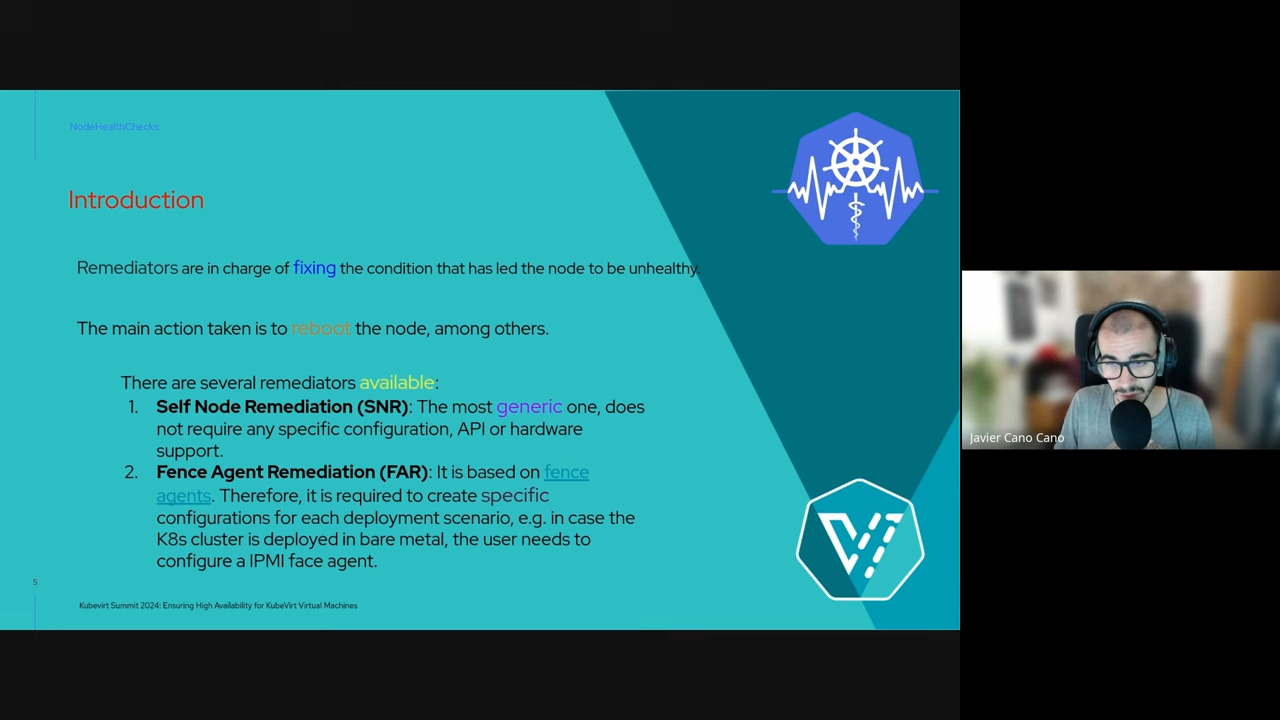 NodeHealthChecks
Introduction
Remediators are in charge of fixing the condition that has led the node to be unhealthy.
The main action taken is to reboot the node, among others.
There are several remediators available:
1. Self Node Remediation (SNR): The most generic one, does
not require any specific configuration, API or hardware
support.
2. Fence Agent Remediation (FAR): It is based on fence
agents. Therefore, it is required to create specific
configurations for each deployment scenario, e.g. in case the
K8s cluster is deployed in bare metal, the user needs to
configure a IPMI face agent.
5
Kubevirt Summit 2024: Ensuring High Availability for KubeVirt Virtual Machines
Javier Cano Cano